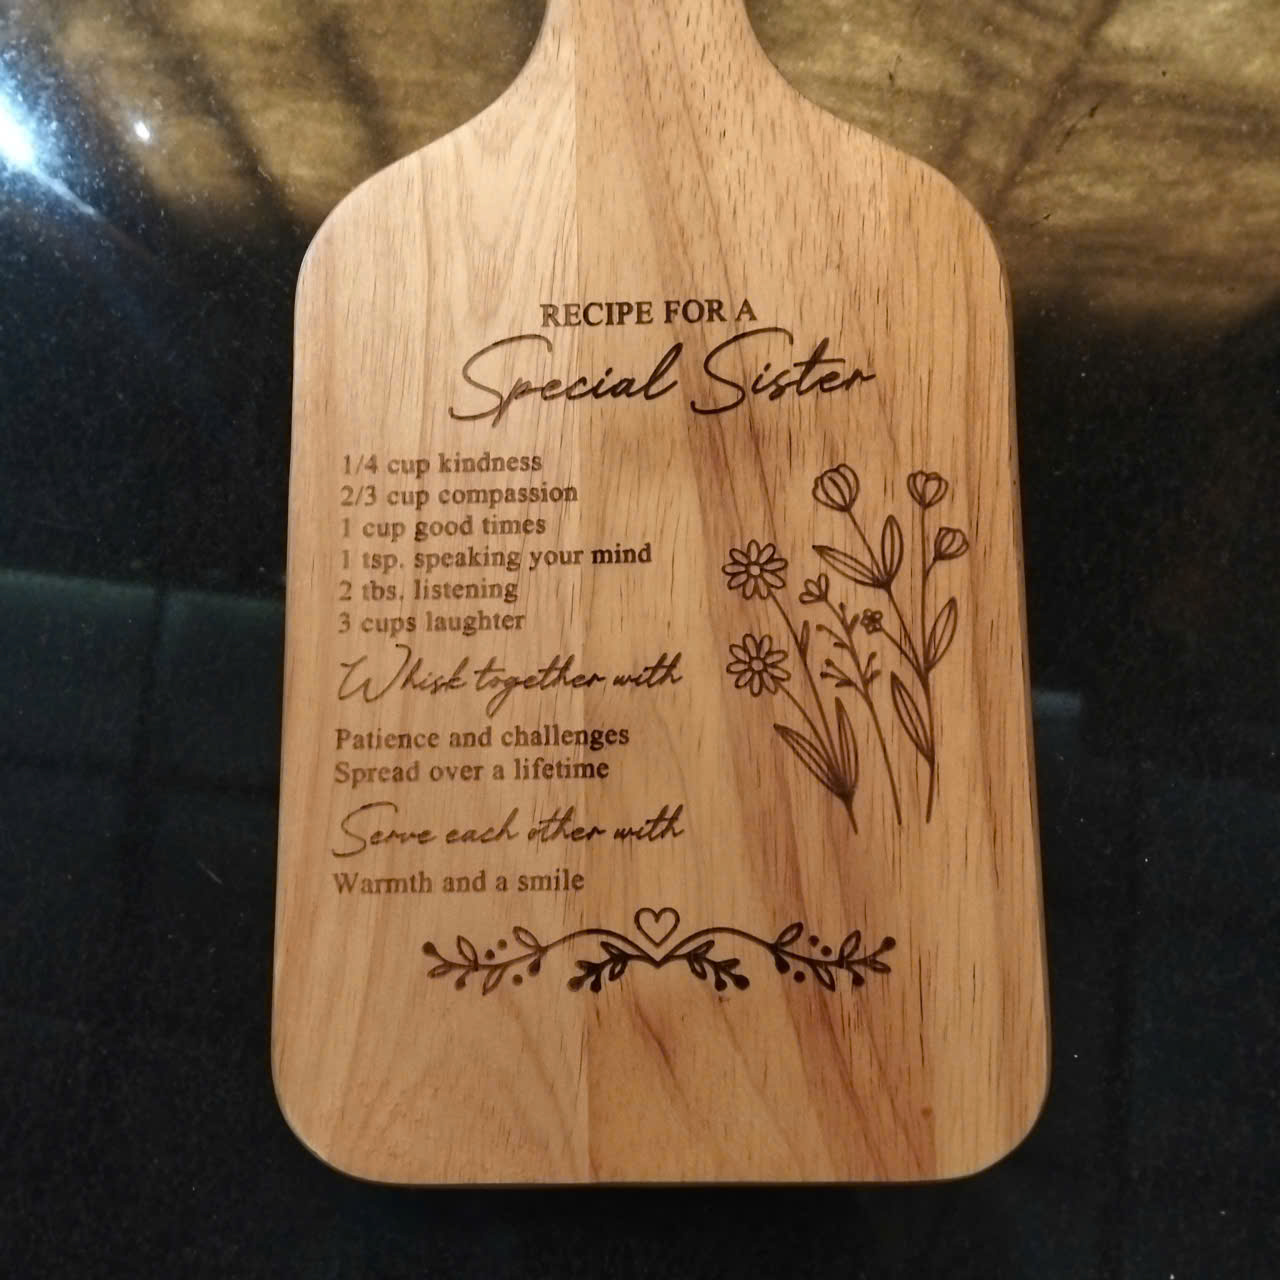 RECIPE FOR A
Special Sister
1/4 cup kindness
2/3 cup compassion
1 cup good times
1 tsp. speaking your mind
2 tbs. listening
3 cups laughter
Whisk together with
Patience and challenges
Spread over a lifetime
Serve each other with
Warmth and a smile